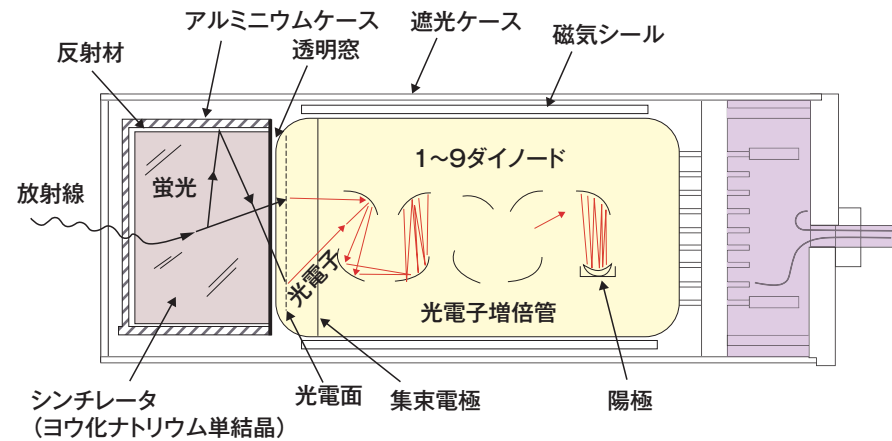 アルミニウムケース
遮光ケース
反射材
透明窓
磁気シール
1〜9ダイノード
蛍光
放射線
光電子
光電子増倍管
シンチレータ
(ヨウ化ナトリウム単結晶)
光電面
集束電極
陽極